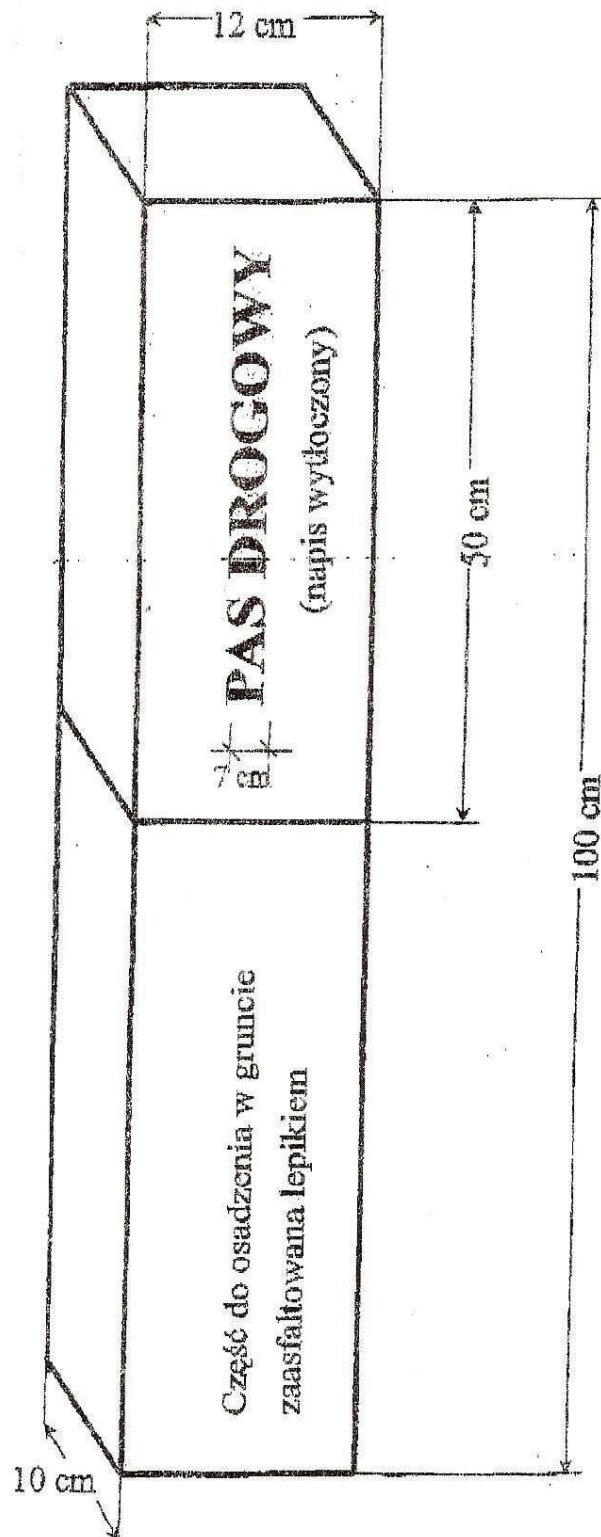 12 cm
PAS DROGOWY
(napis wytłoczony)
7 cm
50 cm
100 cm
Część do osadzenia w gruncie
zaasfaltowana lepikiem
10 cm